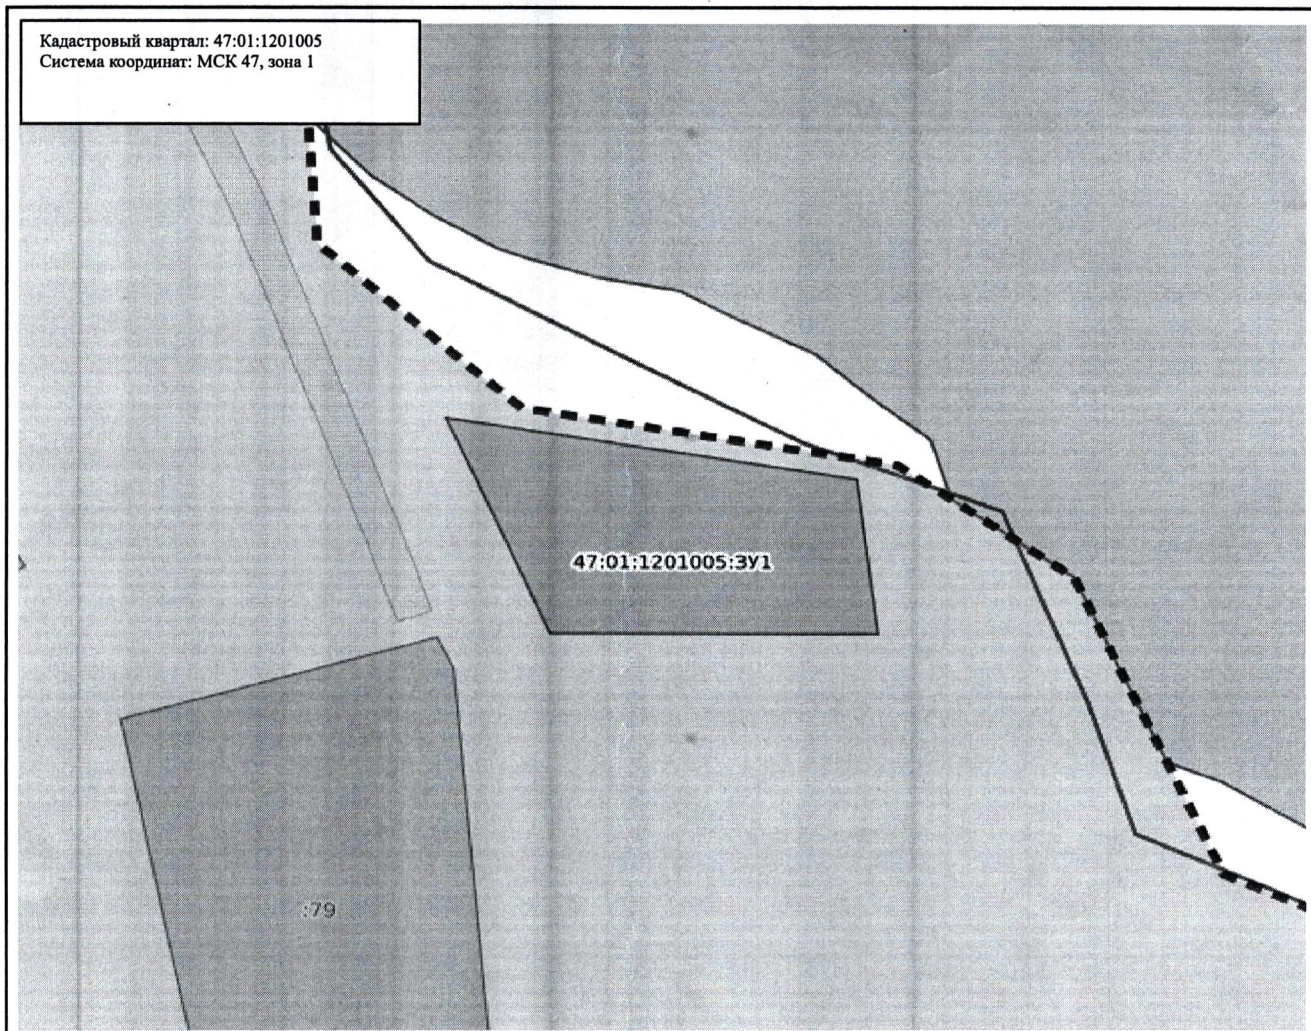 Кадастровый квартал: 47:01:1201005
Система координат: МСК 47, зона 1
47:01:1201005:ЗУ1
:79